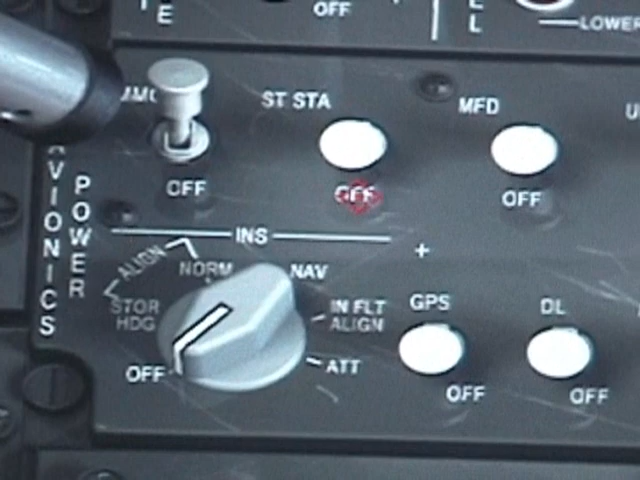 OFF
LOWER
ST STA
MFD
OFF
OFF
OFF
AVIONICS
POWER
INS
+
ALIGN
NORM
NAV
STOR
HDG
IN FLT
ALIGN
GPS
DL
OFF
ATT
OFF
OFF